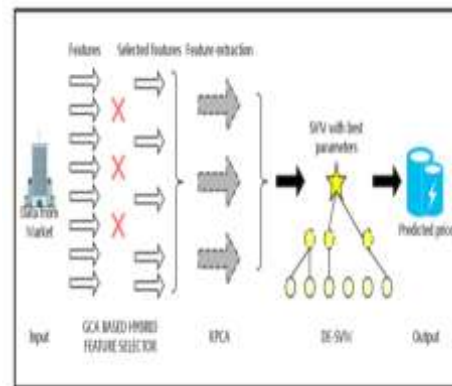 Features
Selected features
Feature extraction
SVM with best
parameters
Data from
Market
Predicted price
Input
GCA BASED HYBRID
FEATURE SELECTOR
KPCA
DE-SVM
Output